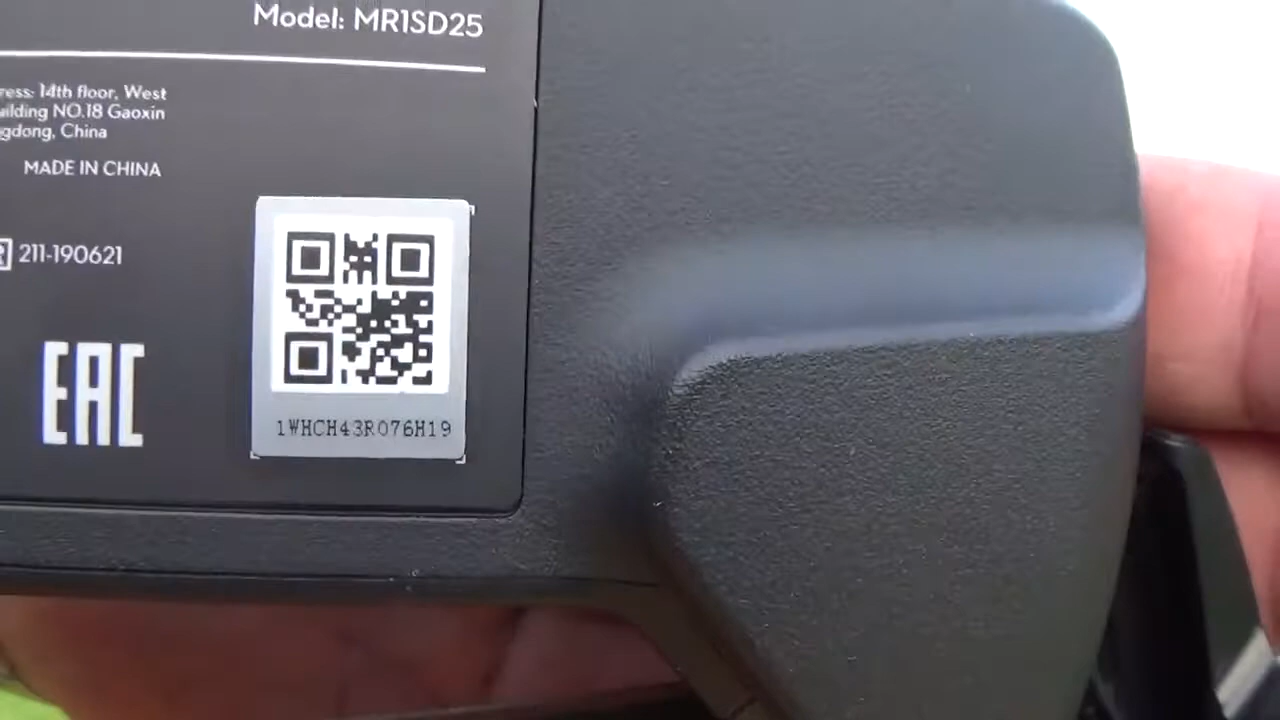 Model: MR1SD25
ress: 14th floor, West
uilding NO.18 Gaoxin
gdong, China
MADE IN CHINA
R 211-190621
EAC
1WHCH43R076H19